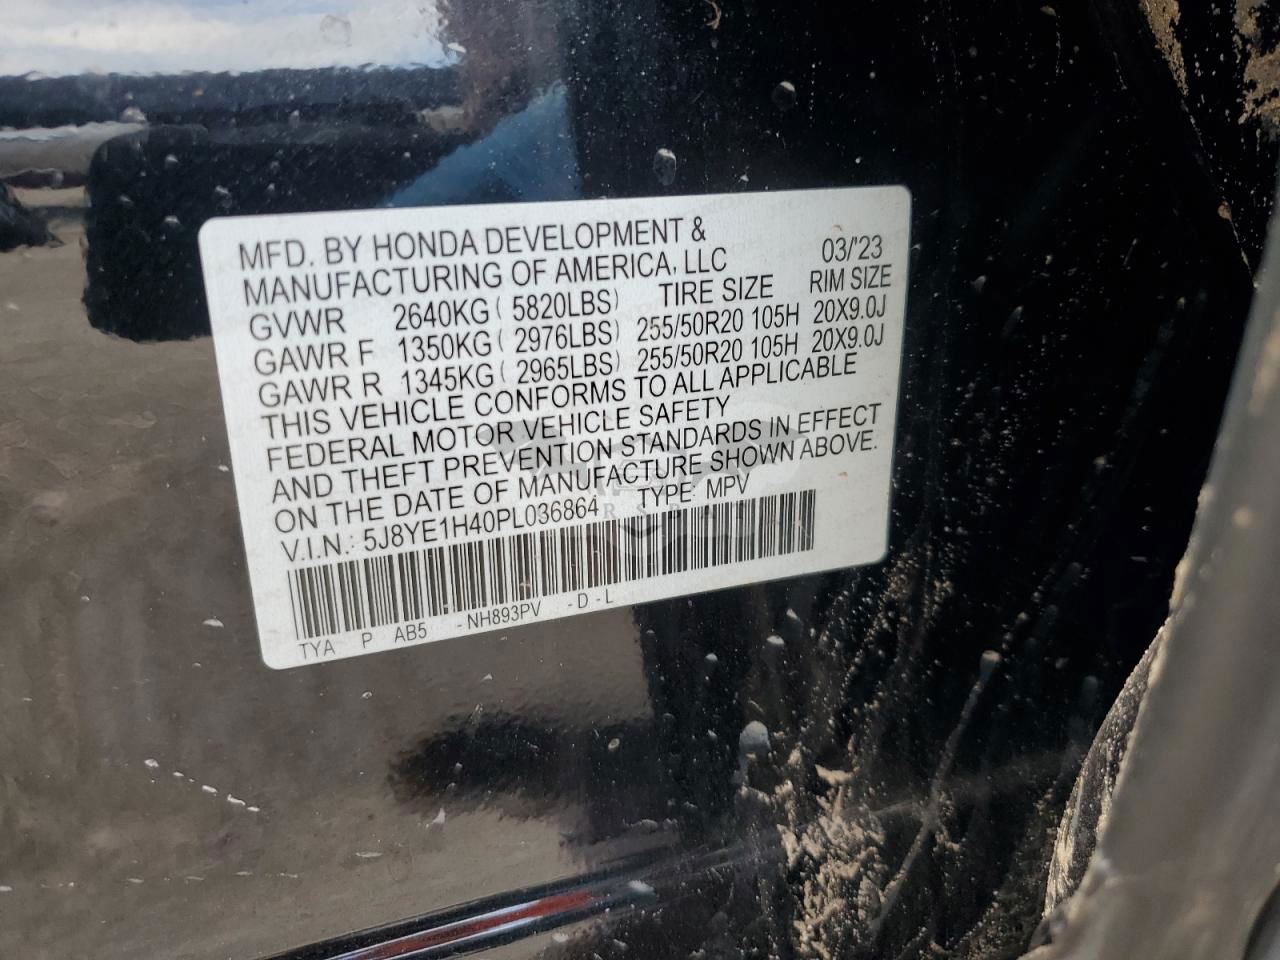 MFD. BY HONDA DEVELOPMENT &
MANUFACTURING OF AMERICA, LLC 03/'23
GVWR 2640KG ( 5820LBS) TIRE SIZE RIM SIZE
GAWR F 1350KG ( 2976LBS) 255/50R20 105H 20X9.0J
GAWR R 1345KG ( 2965LBS) 255/50R20 105H 20X9.0J
THIS VEHICLE CONFORMS TO ALL APPLICABLE
FEDERAL MOTOR VEHICLE SAFETY
AND THEFT PREVENTION STANDARDS IN EFFECT
ON THE DATE OF MANUFACTURE SHOWN ABOVE.
V.I.N.: 5J8YE1H40PL036864 TYPE: MPV
TYA P AB5 -NH893PV -D-L